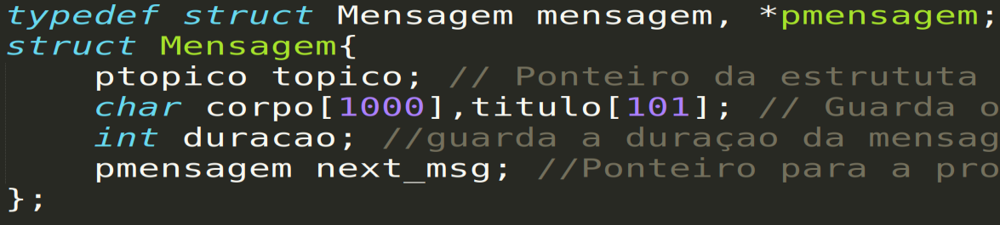 typedef struct Mensagem mensagem, *pmensagem;
struct Mensagem{
ptopico topico; // Ponteiro da estrututa
char corpo[1000],titulo[101]; // Guarda o
int duracao; //guarda a duraçao da mensag
pmensagem next_msg; //Ponteiro para a pro
};